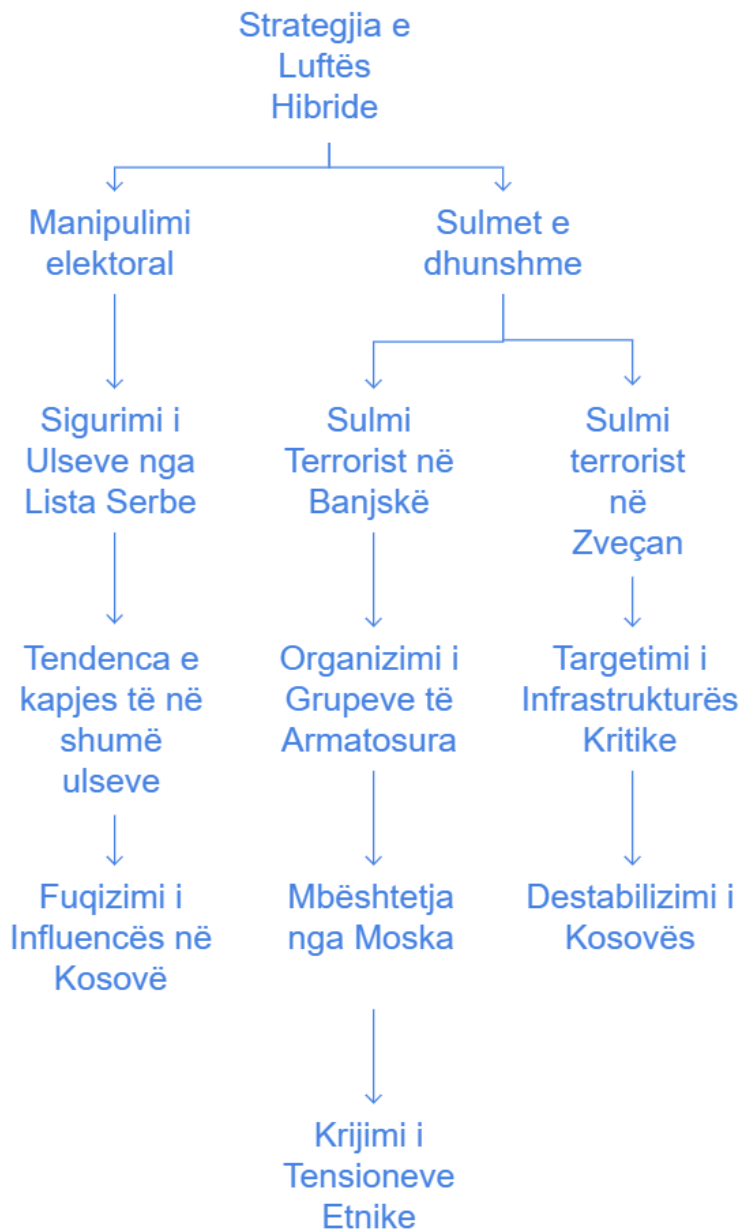 Strategjia e
Luftës
Hibride
Manipulimi
elektoral
Sulmet e
dhunshme
Sigurimi i
Ulseve nga
Lista Serbe
Sulmi
Terrorist në
Banjskë
Sulmi
terrorist
në
Zveçan
Tendenca e
kapjes të në
shumë
ulseve
Organizimi i
Grupeve të
Armatosura
Targetimi i
Infrastrukturës
Kritike
Fuqizimi i
Influencës në
Kosovë
Mbështetja
nga Moska
Destabilizimi i
Kosovës
Krijimi i
Tensioneve
Etnike